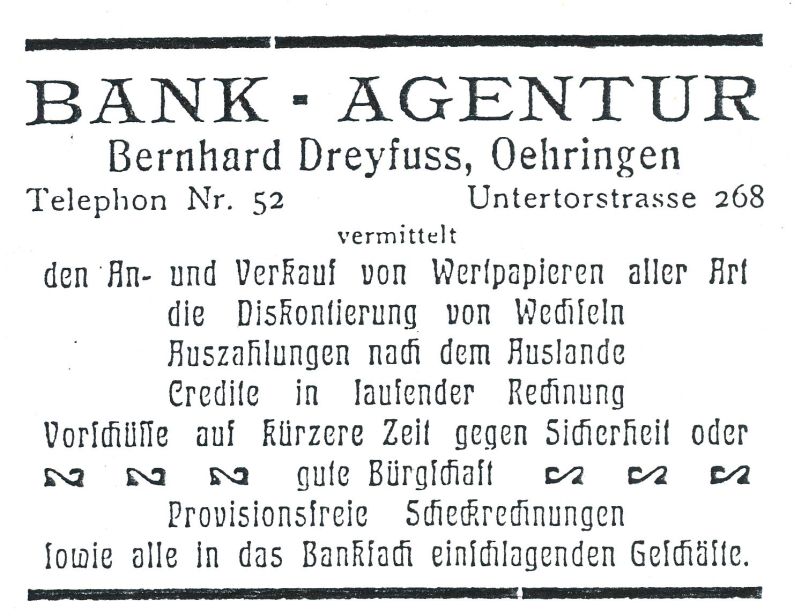 BANK - AGENTUR
Bernhard Dreyfuss, Oehringen
Telephon Nr. 52 Untertorstrasse 268
vermittelt
den An- und Verkauf von Wertpapieren aller Art
die Diskontierung von Wechseln
Auszahlungen nach dem Auslande
Credite in laufender Rechnung
Vorschüsse auf kürzere Zeit gegen Sicherheit oder
gute Bürgschaft
Provisionsfreie Scheckrechnungen
sowie alle in das Bankfach einschlagenden Geschäfte.